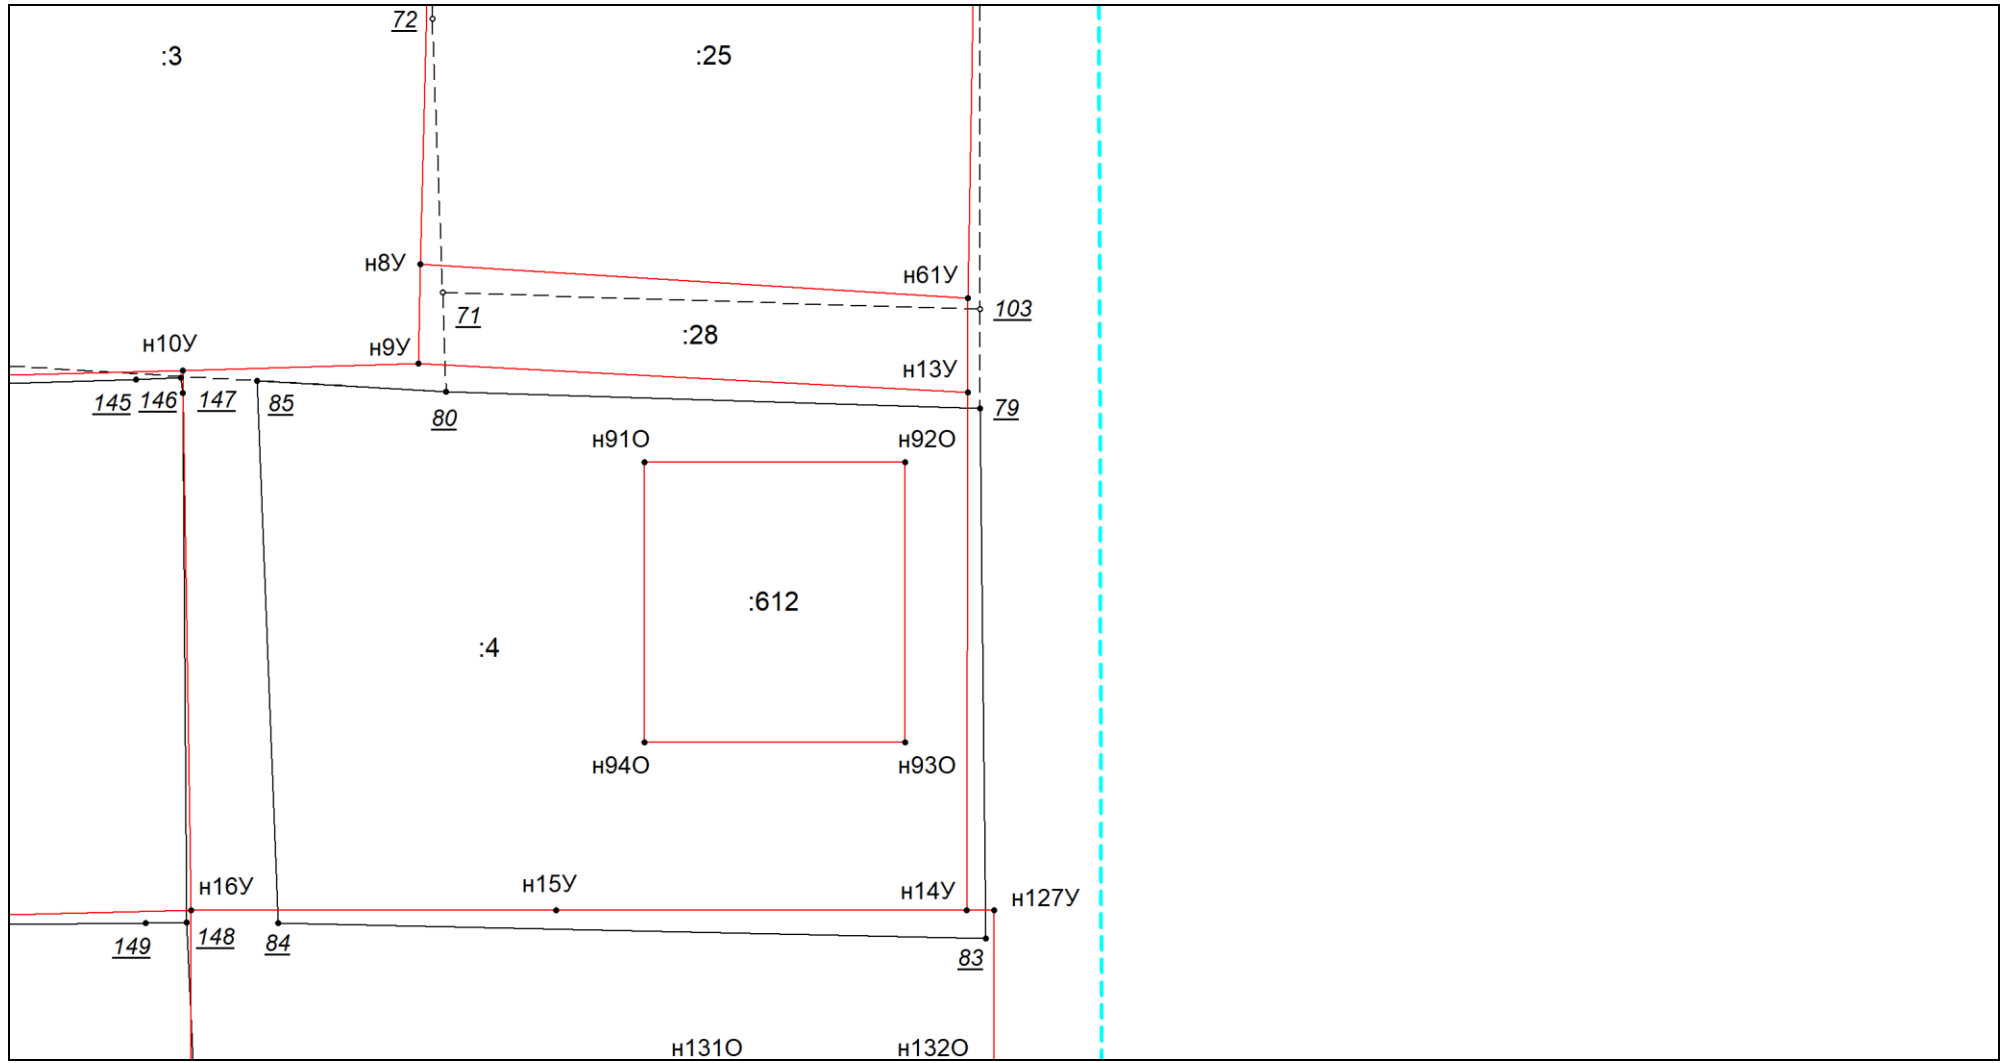 72
:3
:25
н8У
н61У
71
103
:28
н10У
н9У
н13У
145
146
147
85
80
79
н91О
н92О
:612
:4
н94О
н93О
н16У
н15У
н14У
н127У
149
148
84
83
н131О
н132О